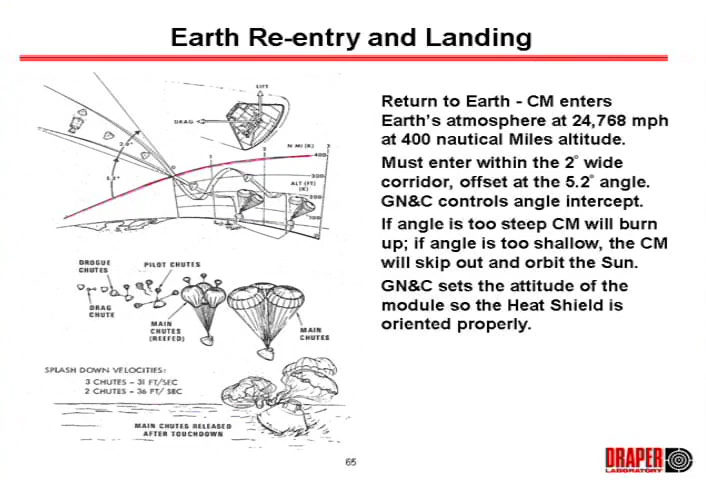 Earth Re-entry and Landing
LIFT
DRAG
N MI (K)
1
2
3
400
300
ALT (FT)
(K)
200
100
2.0°
5.2°
Return to Earth - CM enters
Earth's atmosphere at 24,768 mph
at 400 nautical Miles altitude.
Must enter within the 2° wide
corridor, offset at the 5.2° angle.
GN&C controls angle intercept.
If angle is too steep CM will burn
up; if angle is too shallow, the CM
will skip out and orbit the Sun.
GN&C sets the attitude of the
module so the Heat Shield is
oriented properly.
DROGUE
CHUTES
PILOT CHUTES
DRAG
CHUTE
MAIN
CHUTES
(REEFED)
MAIN
CHUTES
SPLASH DOWN VELOCITIES:
3 CHUTES - 31 FT/SEC
2 CHUTES - 36 FT/ SEC
MAIN CHUTES RELEASED
AFTER TOUCHDOWN
65
DRAPER
LABORATORY